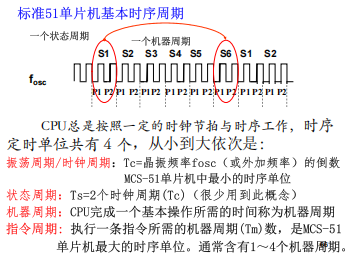 标准51单片机基本时序周期
一个状态周期
一个机器周期
S1 S2 S3 S4 S5 S6 S1 S2
fosc
P1 P2 P1 P2 P1 P2 P1 P2 P1 P2 P1 P2 P1 P2 P1 P2
CPU总是按照一定的时钟节拍与时序工作，时序
定时单位共有 4 个，从小到大依次是：
振荡周期/时钟周期：Tc=晶振频率fosc（或外加频率）的倒数
MCS-51单片机中最小的时序单位
状态周期：Ts=2个时钟周期(Tc)（很少用到此概念）
机器周期：CPU完成一个基本操作所需的时间称为机器周期
指令周期: 执行一条指令所需的机器周期(Tm)数，是MCS-51
单片机最大的时序单位。通常含有1～4个机器周期。